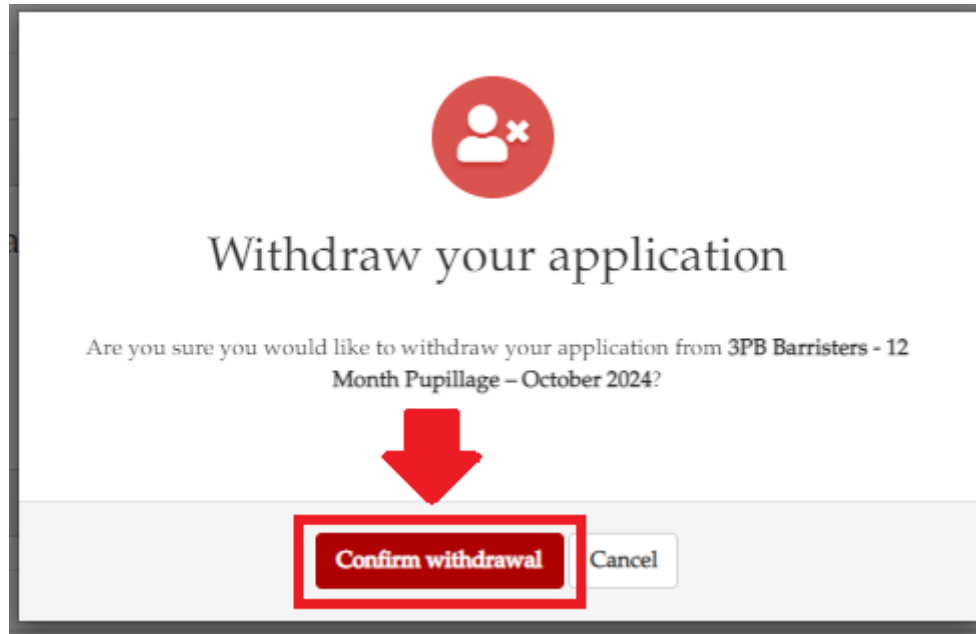 Withdraw your application
Are you sure you would like to withdraw your application from 3PB Barristers - 12
Month Pupillage – October 2024?
Confirm withdrawal Cancel